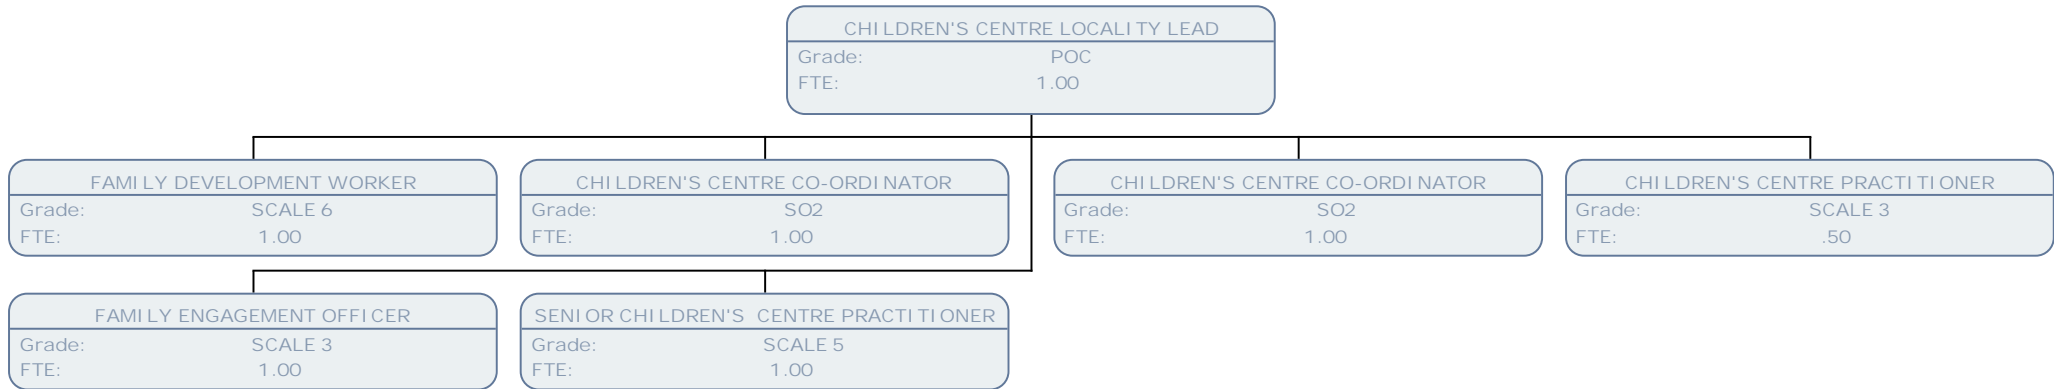 CHILDREN'S CENTRE LOCALITY LEAD
Grade: POC
FTE: 1.00
FAMILY DEVELOPMENT WORKER
Grade: SCALE 6
FTE: 1.00
CHILDREN'S CENTRE CO-ORDINATOR
Grade: SO2
FTE: 1.00
CHILDREN'S CENTRE CO-ORDINATOR
Grade: SO2
FTE: 1.00
CHILDREN'S CENTRE PRACTITIONER
Grade: SCALE 3
FTE: .50
FAMILY ENGAGEMENT OFFICER
Grade: SCALE 3
FTE: 1.00
SENIOR CHILDREN'S CENTRE PRACTITIONER
Grade: SCALE 5
FTE: 1.00